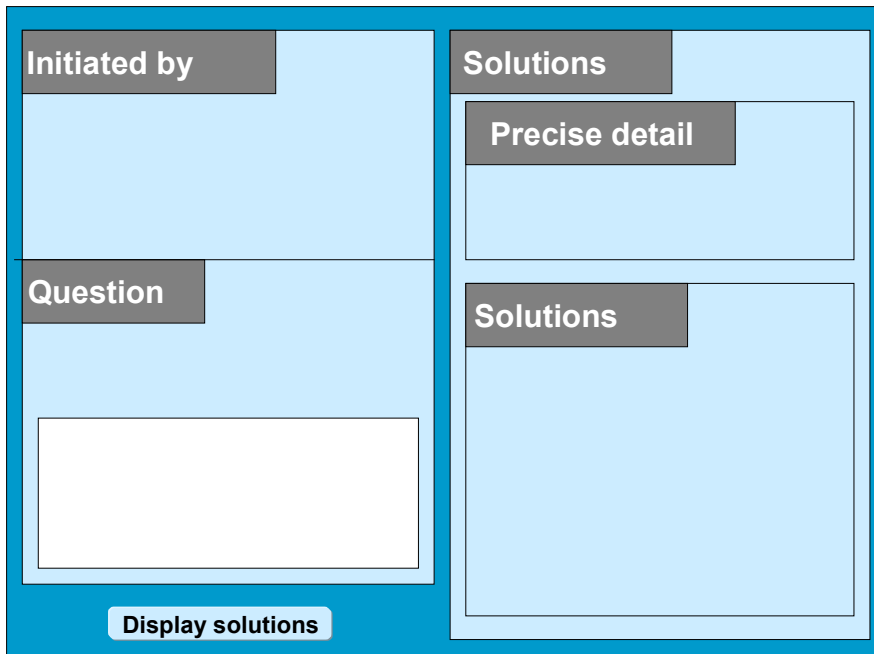 Initiated by
Question
Display solutions
Solutions
Precise detail
Solutions